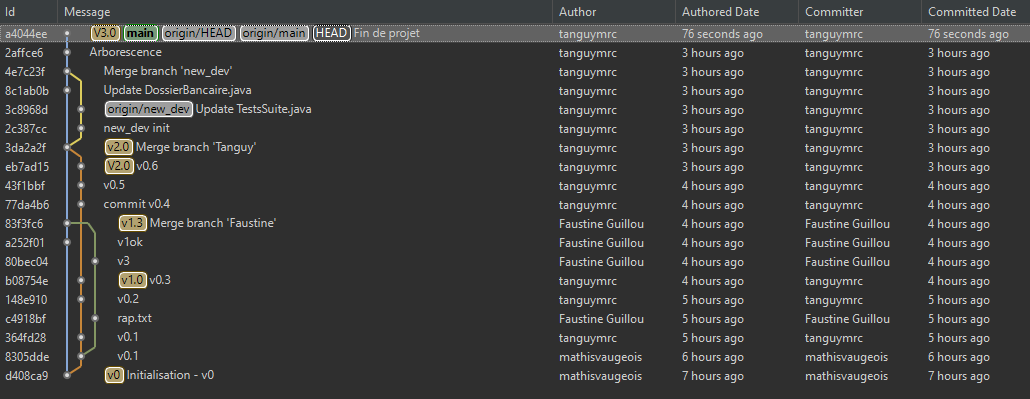 Id Message Author Authored Date Committer Committed Date
a4044ee V3.0 main origin/HEAD origin/main HEAD Fin de projet tanguymrc 76 seconds ago tanguymrc 76 seconds ago
2affce6 Arborescence tanguymrc 3 hours ago tanguymrc 3 hours ago
4e7c23f Merge branch 'new_dev' tanguymrc 3 hours ago tanguymrc 3 hours ago
8c1ab0b Update DossierBancaire.java tanguymrc 3 hours ago tanguymrc 3 hours ago
3c8968d origin/new_dev Update TestsSuite.java tanguymrc 3 hours ago tanguymrc 3 hours ago
2c387cc new_dev init tanguymrc 3 hours ago tanguymrc 3 hours ago
3da2a2f v2.0 Merge branch 'Tanguy' tanguymrc 3 hours ago tanguymrc 3 hours ago
eb7ad15 V2.0 v0.6 tanguymrc 3 hours ago tanguymrc 3 hours ago
43f1bbf v0.5 tanguymrc 4 hours ago tanguymrc 4 hours ago
77da4b6 commit v0.4 tanguymrc 4 hours ago tanguymrc 4 hours ago
83f3fc6 v1.3 Merge branch 'Faustine' Faustine Guillou 4 hours ago Faustine Guillou 4 hours ago
a252f01 v1ok Faustine Guillou 4 hours ago Faustine Guillou 4 hours ago
80bec04 v3 Faustine Guillou 4 hours ago Faustine Guillou 4 hours ago
b08754e v1.0 v0.3 tanguymrc 4 hours ago tanguymrc 4 hours ago
148e910 v0.2 tanguymrc 5 hours ago tanguymrc 5 hours ago
c4918bf rap.txt Faustine Guillou 5 hours ago Faustine Guillou 5 hours ago
364fd28 v0.1 tanguymrc 5 hours ago tanguymrc 5 hours ago
8305dde v0.1 mathisvaugeois 6 hours ago mathisvaugeois 6 hours ago
d408ca9 v0 Initialisation - v0 mathisvaugeois 7 hours ago mathisvaugeois 7 hours ago